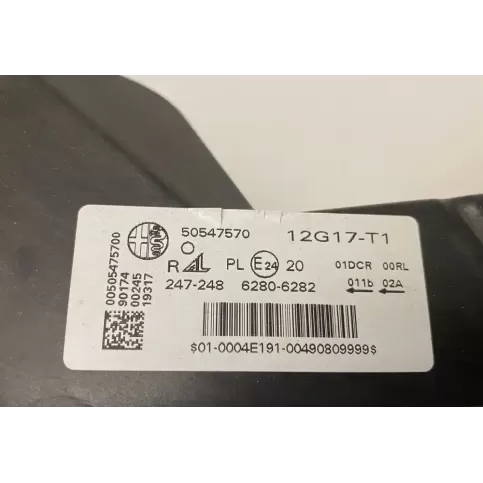 50547570 12G17-T1
R AL PL E24 20 01DCR 00RL
247-248 6280-6282 011b 02A
$01-0004E191-00490809999$
00505475700
90174
00245
19317